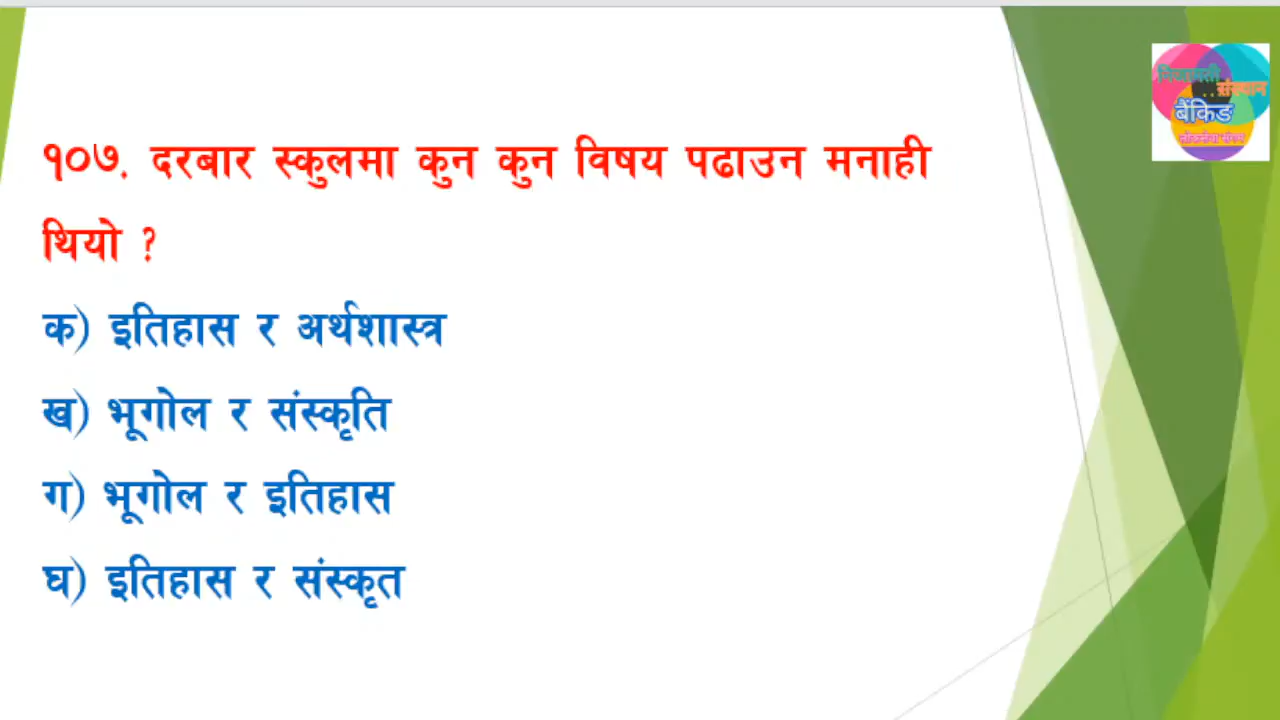 १०७. दरबार स्कुलमा कुन कुन विषय पढाउन मनाही
थियो ?
क) इतिहास र अर्थशास्त्र
ख) भूगोल र संस्कृति
ग) भूगोल र इतिहास
घ) इतिहास र संस्कृत
संस्थान
बैंकिङ